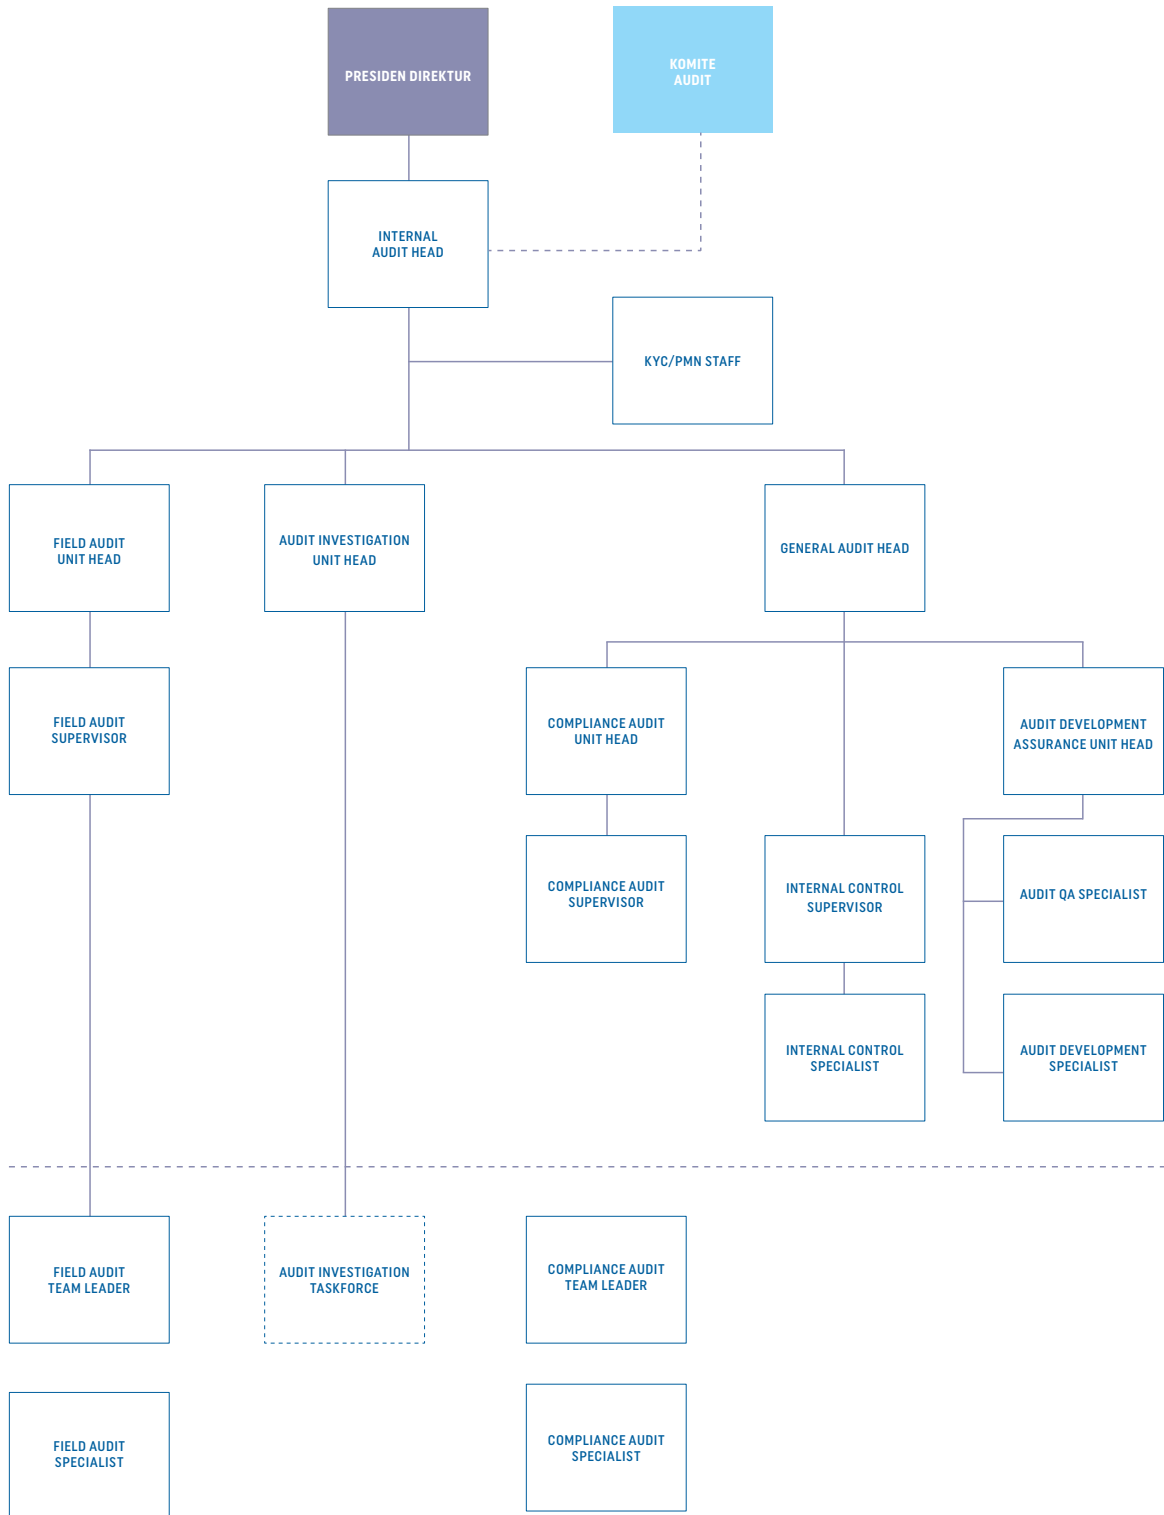 PRESIDEN DIREKTUR
KOMITE
AUDIT
INTERNAL
AUDIT HEAD
KYC/PMN STAFF
FIELD AUDIT
UNIT HEAD
AUDIT INVESTIGATION
UNIT HEAD
GENERAL AUDIT HEAD
FIELD AUDIT
SUPERVISOR
COMPLIANCE AUDIT
UNIT HEAD
AUDIT DEVELOPMENT
ASSURANCE UNIT HEAD
COMPLIANCE AUDIT
SUPERVISOR
INTERNAL CONTROL
SUPERVISOR
AUDIT QA SPECIALIST
INTERNAL CONTROL
SPECIALIST
AUDIT DEVELOPMENT
SPECIALIST
FIELD AUDIT
TEAM LEADER
AUDIT INVESTIGATION
TASKFORCE
COMPLIANCE AUDIT
TEAM LEADER
FIELD AUDIT
SPECIALIST
COMPLIANCE AUDIT
SPECIALIST